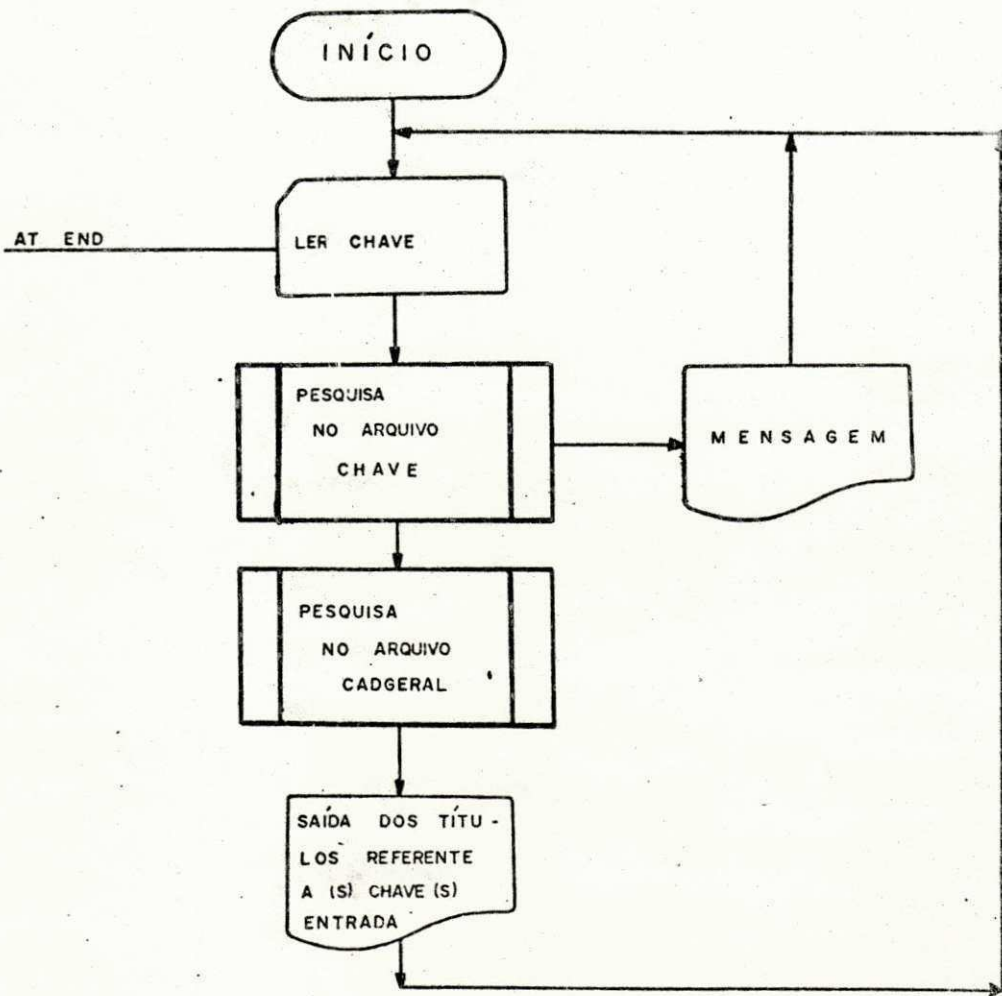 INÍCIO
AT END
LER CHAVE
PESQUISA
NO ARQUIVO
CHAVE
MENSAGEM
PESQUISA
NO ARQUIVO
CADGERAL
SAÍDA DOS TÍTU-
LOS REFERENTE
A (S) CHAVE (S)
ENTRADA